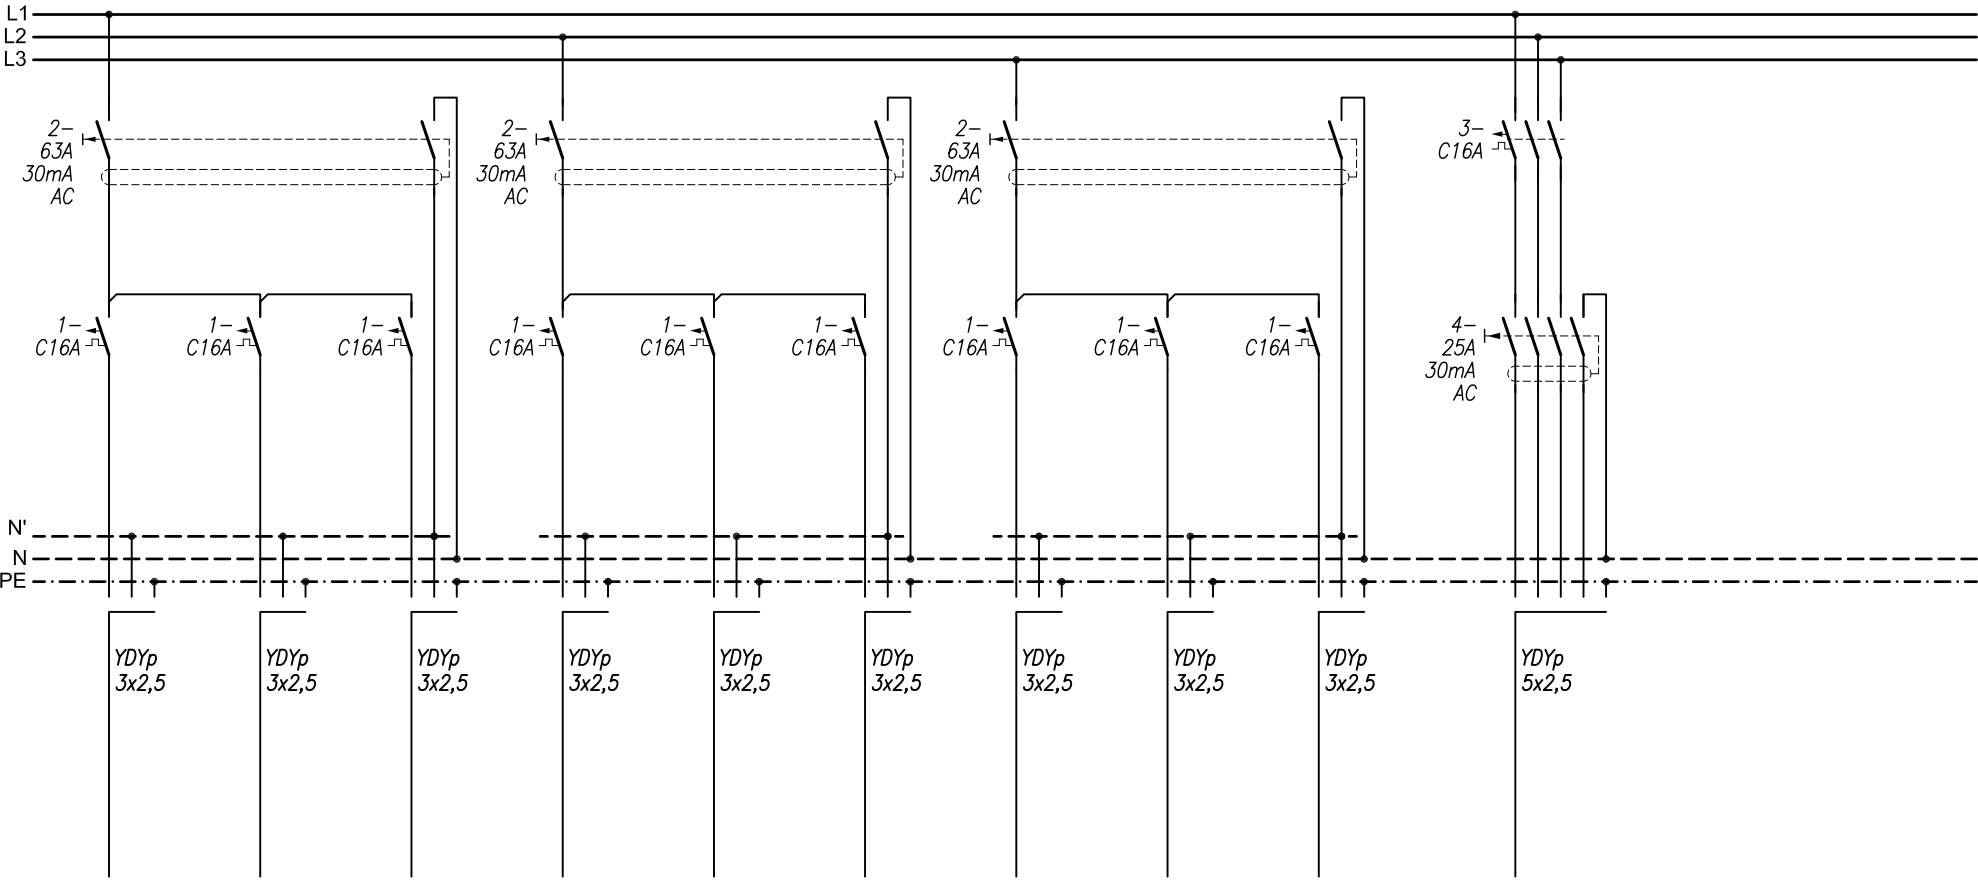 L1
L2
L3
2-
63A
30mA
AC
2-
63A
30mA
AC
2-
63A
30mA
AC
3-
C16A
1-
C16A
1-
C16A
1-
C16A
1-
C16A
1-
C16A
1-
C16A
1-
C16A
1-
C16A
1-
C16A
4-
25A
30mA
AC
N'
N
PE
YDYp
3x2,5
YDYp
3x2,5
YDYp
3x2,5
YDYp
3x2,5
YDYp
3x2,5
YDYp
3x2,5
YDYp
3x2,5
YDYp
3x2,5
YDYp
3x2,5
YDYp
5x2,5